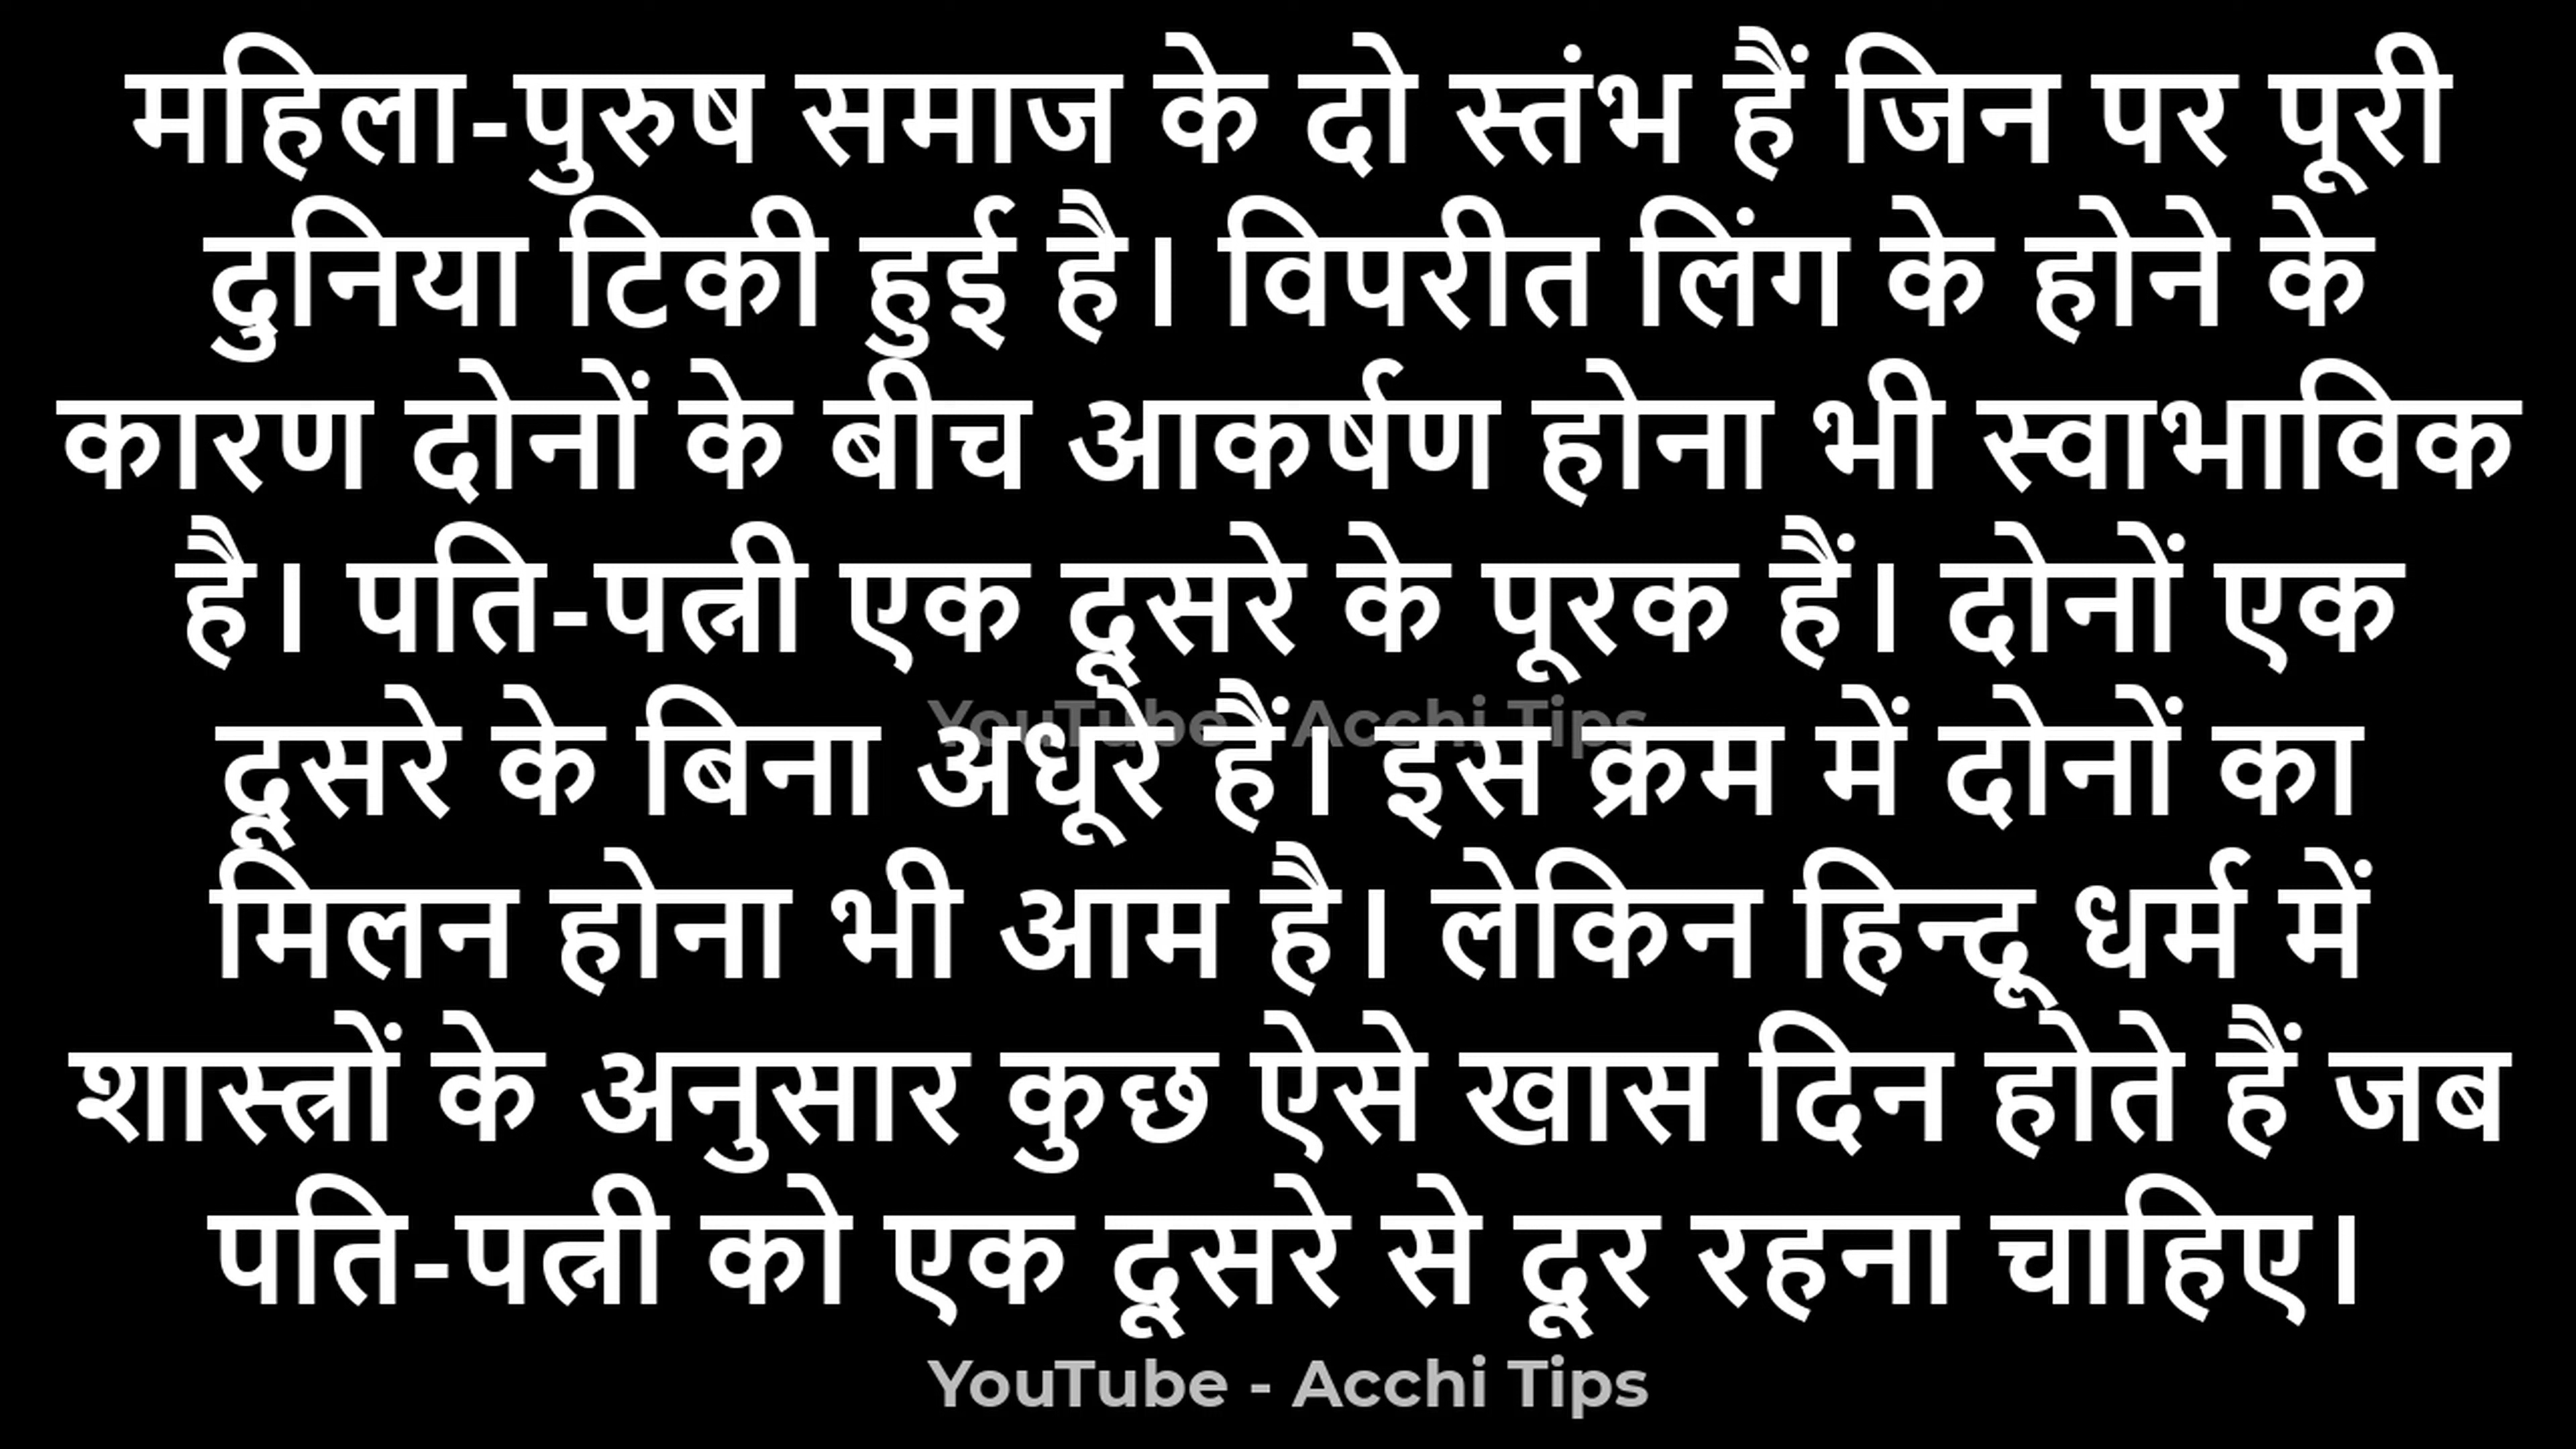 महिला-पुरुष समाज के दो स्तंभ हैं जिन पर पूरी
दुनिया टिकी हुई है। विपरीत लिंग के होने के
कारण दोनों के बीच आकर्षण होना भी स्वाभाविक
है। पति-पत्नी एक दूसरे के पूरक हैं। दोनों एक
YouTube - Acchi Tips
दूसरे के बिना अधूरे हैं। इस क्रम में दोनों का
मिलन होना भी आम है। लेकिन हिन्दू धर्म में
शास्त्रों के अनुसार कुछ ऐसे खास दिन होते हैं जब
पति-पत्नी को एक दूसरे से दूर रहना चाहिए।
YouTube - Acchi Tips